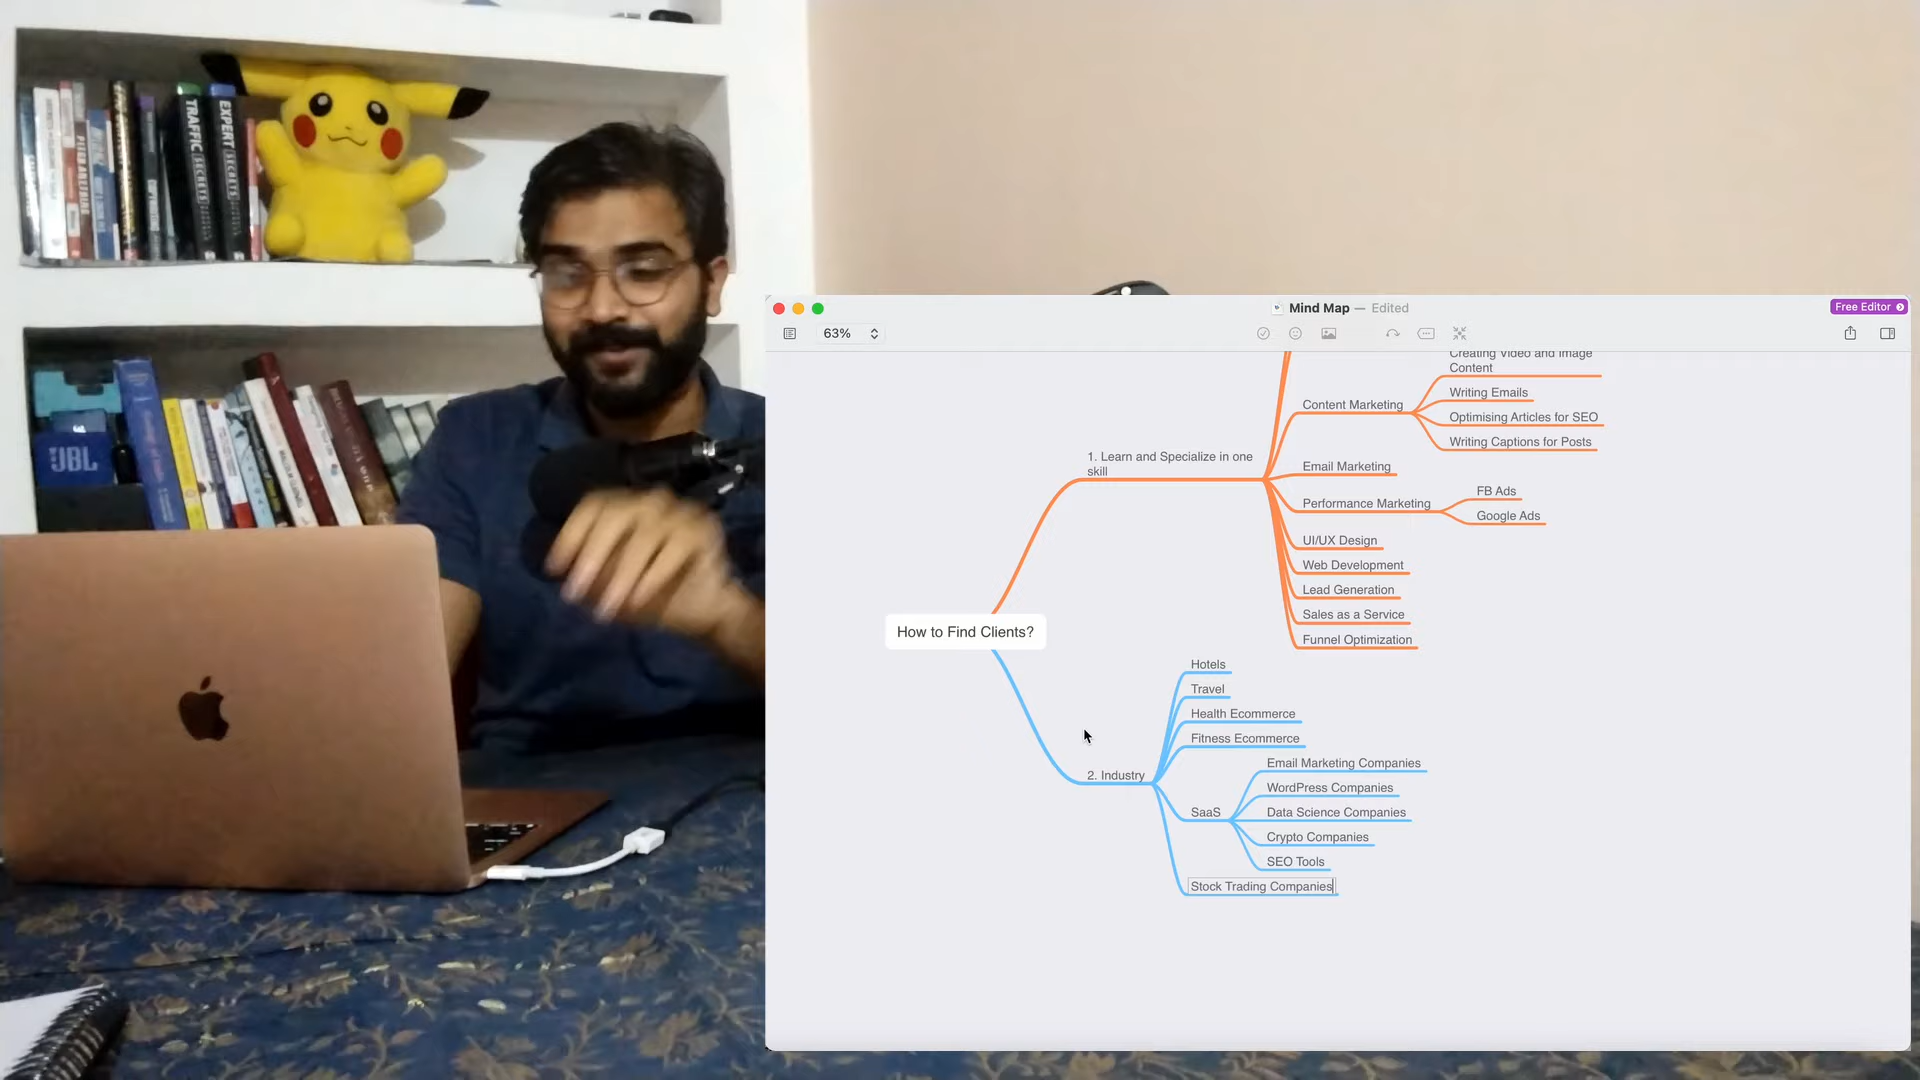 TRAFFIC
SECRETS
EXPERT
SECRETS
JBL
Mind Map — Edited
Free Editor
63%
Creating Video and Image
Content
Content Marketing
Writing Emails
Optimising Articles for SEO
Writing Captions for Posts
1. Learn and Specialize in one
skill
Email Marketing
Performance Marketing
FB Ads
Google Ads
UI/UX Design
Web Development
Lead Generation
Sales as a Service
Funnel Optimization
How to Find Clients?
2. Industry
Hotels
Travel
Health Ecommerce
Fitness Ecommerce
SaaS
Email Marketing Companies
WordPress Companies
Data Science Companies
Crypto Companies
SEO Tools
Stock Trading Companies